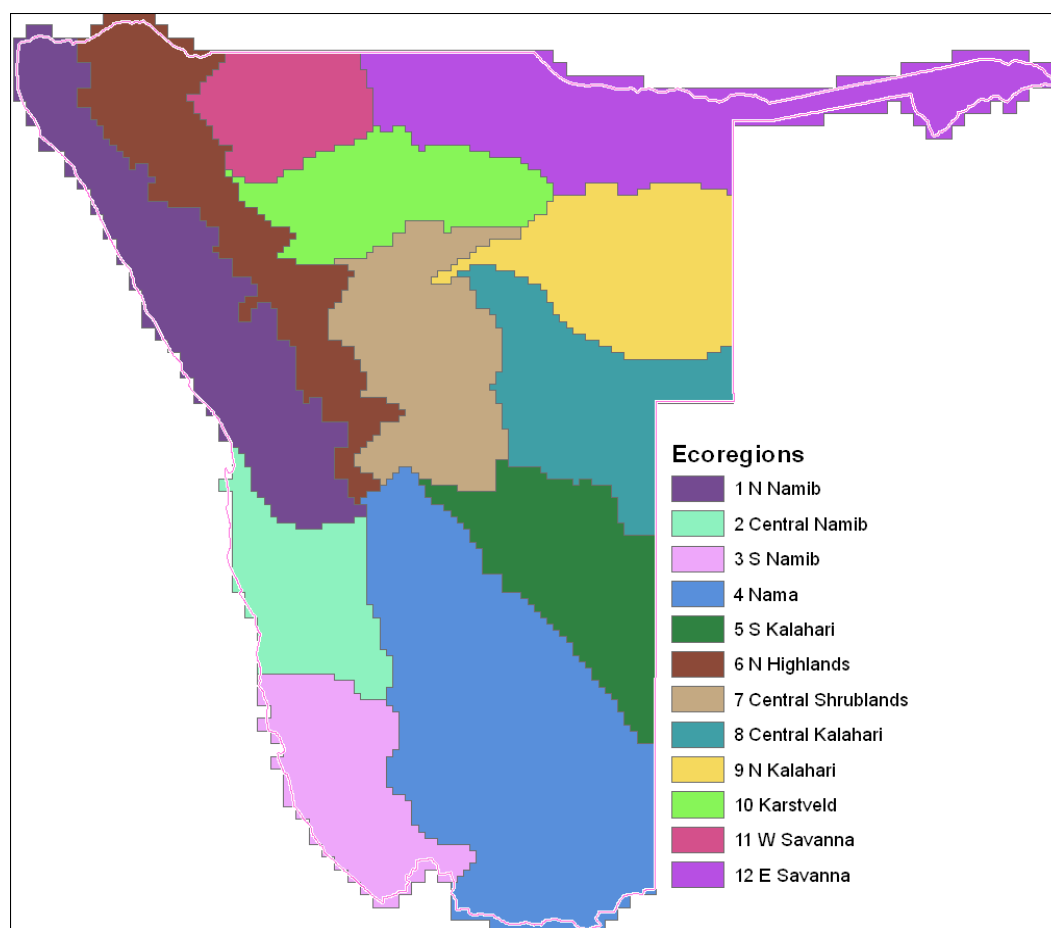 Ecoregions
1 N Namib
2 Central Namib
3 S Namib
4 Nama
5 S Kalahari
6 N Highlands
7 Central Shrublands
8 Central Kalahari
9 N Kalahari
10 Karstveld
11 W Savanna
12 E Savanna